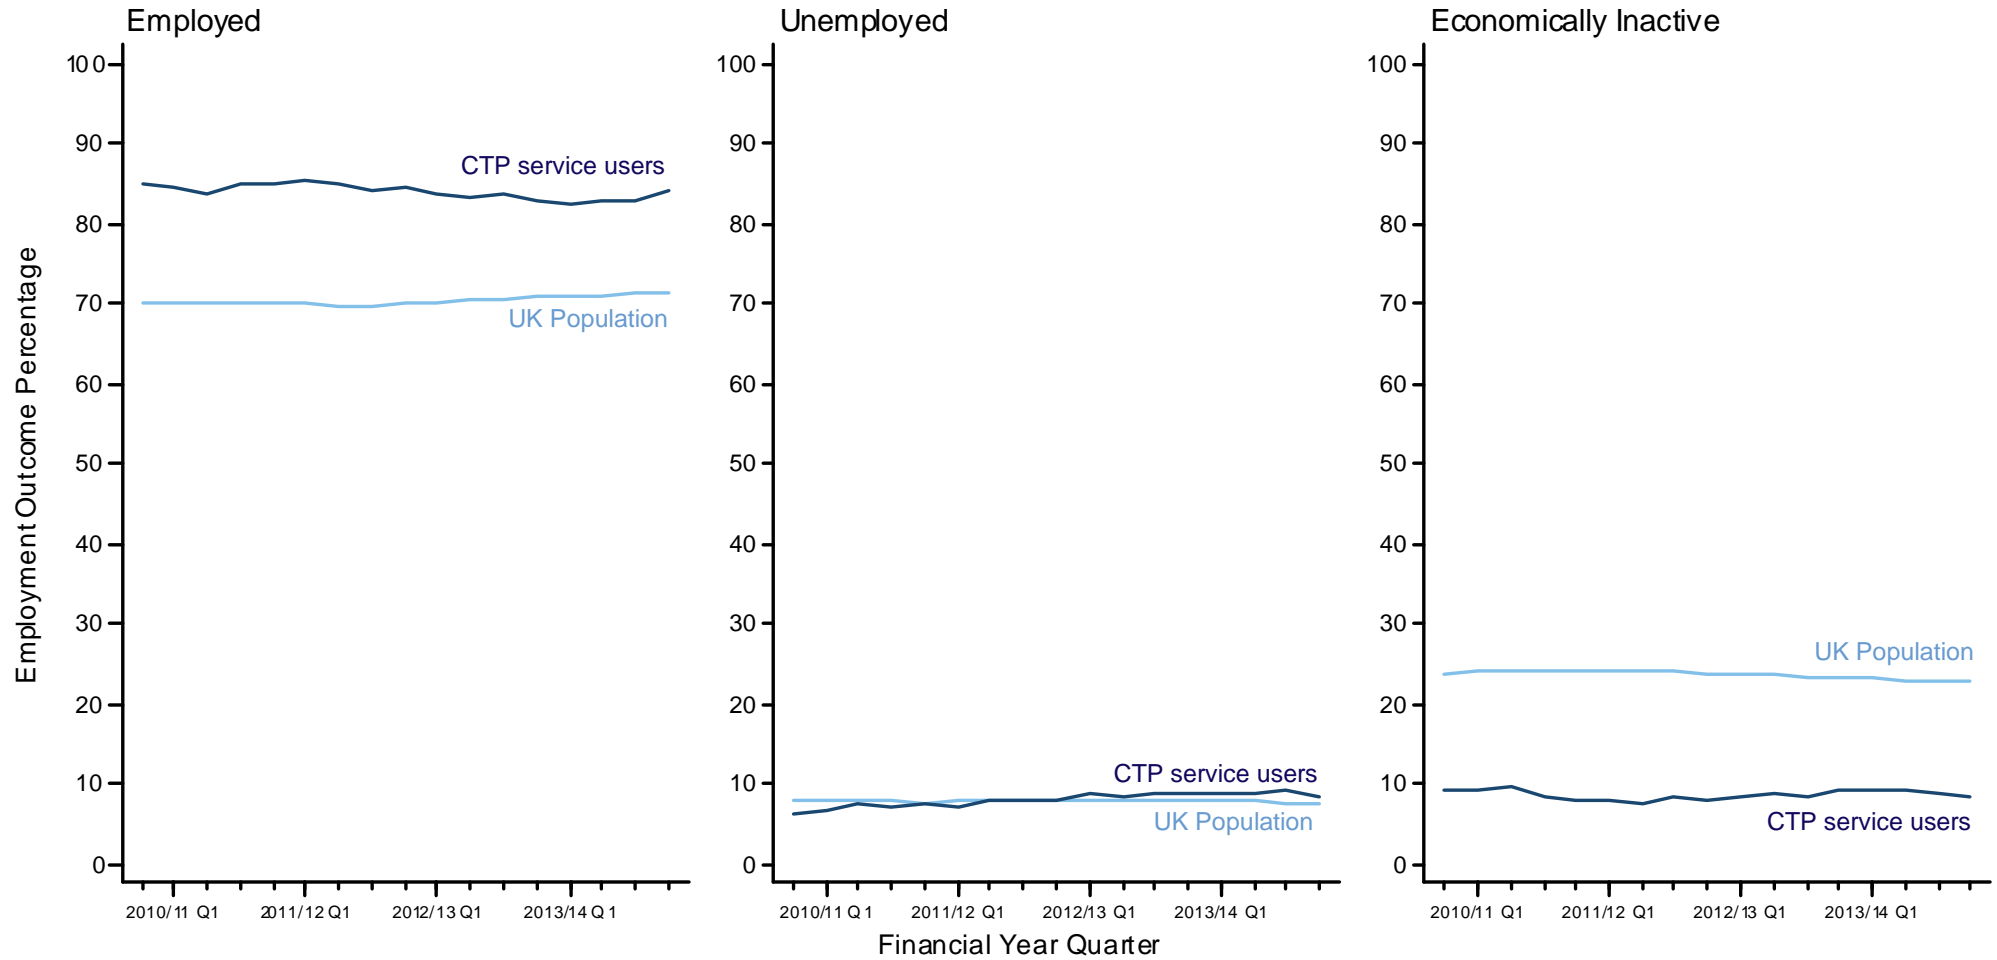 Employed
Unemployed
Economically Inactive
Employment Outcome Percentage
100
90
80
70
60
50
40
30
20
10
0
CTP service users
UK Population
2010/11 Q1
2011/12 Q1
2012/13 Q1
2013/14 Q1
100
90
80
70
60
50
40
30
20
10
0
CTP service users
UK Population
2010/11 Q1
2011/12 Q1
2012/13 Q1
2013/14 Q1
100
90
80
70
60
50
40
30
20
10
0
UK Population
CTP service users
2010/11 Q1
2011/12 Q1
2012/13 Q1
2013/14 Q1
Financial Year Quarter